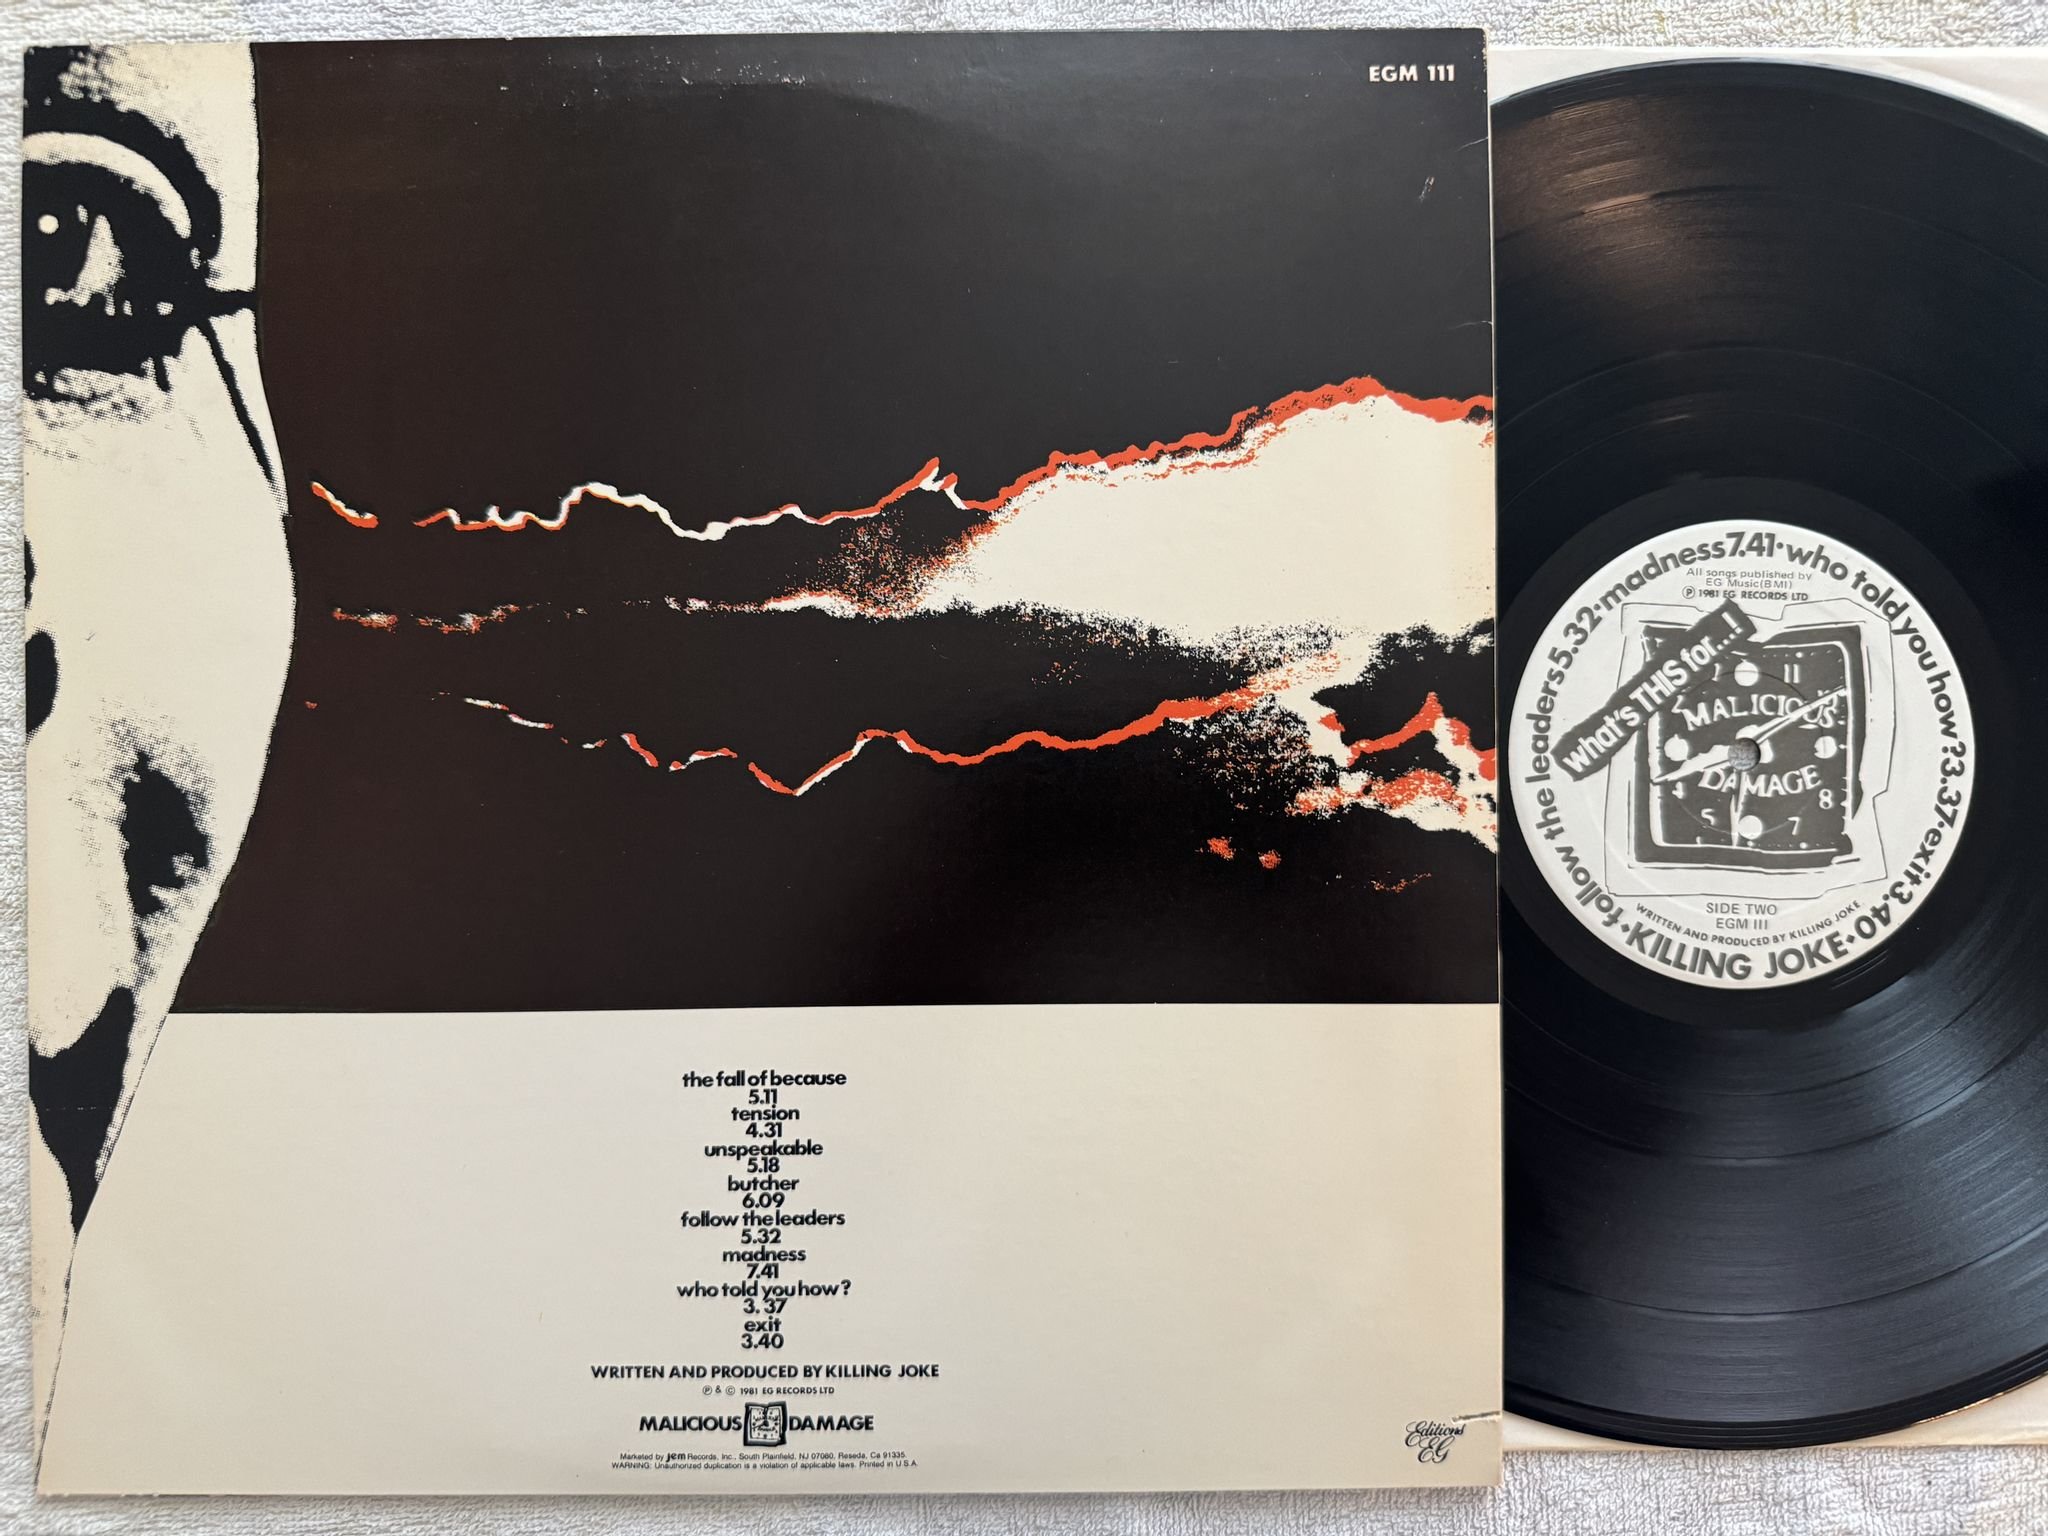 EGM 111
the fall of because
5.11
tension
4.31
unspeakable
5.18
butcher
6.09
follow the leaders
5.32
madness
7.41
who told you how?
3.37
exit
3.40
WRITTEN AND PRODUCED BY KILLING JOKE
℗ & © 1981 EG RECORDS LTD
MALICIOUS DAMAGE
Marketed by jem Records, Inc., South Plainfield, NJ 07080, Reseda, Ca 91335.
WARNING: Unauthorized duplication is a violation of applicable laws. Printed in U.S.A.
Editions
EG
follow the leaders 5.32 • madness 7.41 • who told you how? 3.37 • exit 3.40 • KILLING JOKE •
All songs published by
EG Music (BMI)
℗ 1981 EG RECORDS LTD
what's THIS for...!
11
MALICIOUS
DAMAGE
4
8
5
7
SIDE TWO
EGM III
WRITTEN AND PRODUCED BY KILLING JOKE